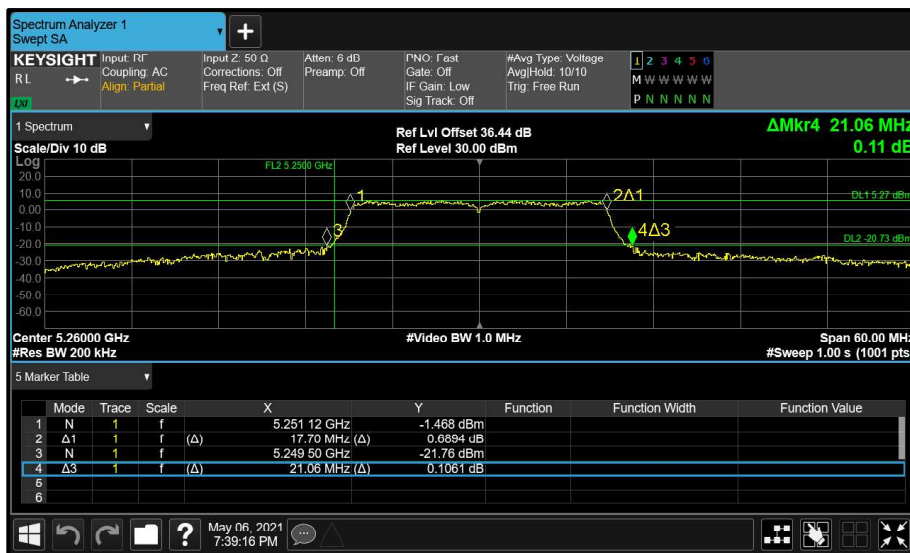 Spectrum Analyzer 1
Swept SA
+
KEYSIGHT Input: RF Input Z: 50 Ω Atten: 6 dB PNO: Fast #Avg Type: Voltage 1 2 3 4 5 6
RL Coupling: AC Corrections: Off Preamp: Off Gate: Off Avg|Hold: 10/10 M W W W W W
Align: Partial Freq Ref: Ext (S) IF Gain: Low Trig: Free Run
LXI Sig Track: Off P N N N N N
1 Spectrum Ref Lvl Offset 36.44 dB ΔMkr4 21.06 MHz
Scale/Div 10 dB Ref Level 30.00 dBm 0.11 dB
Log FL2 5.2500 GHz
20.0
10.0 1 2Δ1 DL1 5.27 dBm
0.00
-10.0 3 4Δ3
-20.0 DL2 -20.73 dBm
-30.0
-40.0
-50.0
-60.0
Center 5.26000 GHz #Video BW 1.0 MHz Span 60.00 MHz
#Res BW 200 kHz #Sweep 1.00 s (1001 pts
5 Marker Table
Mode Trace Scale X Y Function Function Width Function Value
1 N 1 f 5.251 12 GHz -1.468 dBm
2 Δ1 1 f (Δ) 17.70 MHz (Δ) 0.6894 dB
3 N 1 f 5.249 50 GHz -21.76 dBm
4 Δ3 1 f (Δ) 21.06 MHz (Δ) 0.1061 dB
5
6
? May 06, 2021
7:39:16 PM